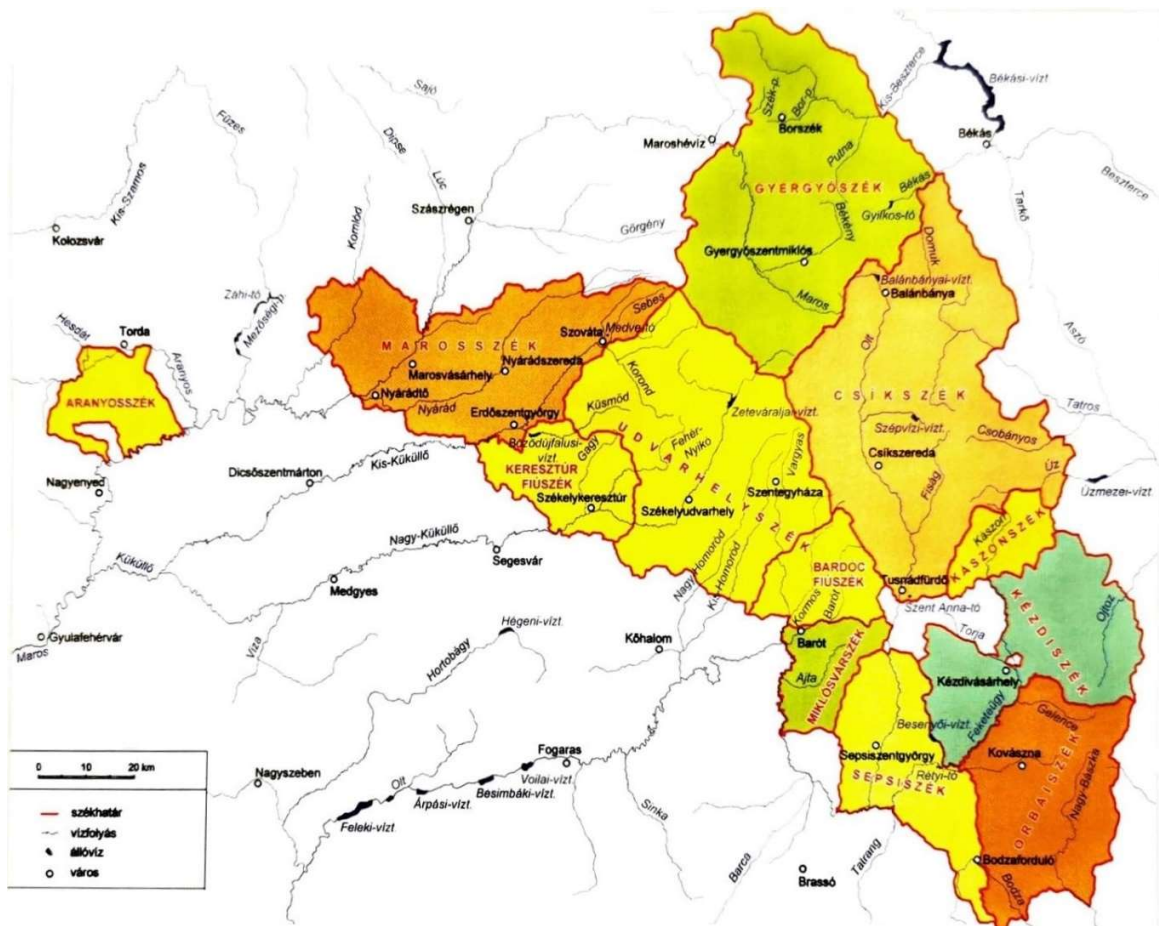 Sajó
Füzes
Dipse
Lúc
Kis-Szamos
Kolozsvár
Komlód
Szászrégen
Görgény
Maroshévíz
Szék-p.
Bor-p.
Borszék
Kis-Beszterce
Békási-vízt.
Békás
Putna
GYERGYÓSZÉK
Békás
Békény
Gyilkos-tó
Beszterce
Tarkő
Gyergyószentmiklós
Maros
Domuk
Balánbányai-vízt.
Balánbánya
Aszó
Záhi-tó
Mezőségi-p.
Hesdát
Torda
Aranyos
ARANYOSSZÉK
Nagyenyed
MAROSSZÉK
Sebes
Szováta
Medve-tó
Nyárádszereda
Marosvásárhely
Nyárádtő
Nyárád
Erdőszentgyörgy
Korond
Küsmöd
UDVARHELYSZÉK
Zeteváraljai-vízt.
Olt
CSÍKSZÉK
Szépvízi-vízt.
Csobányos
Tatros
Bözödújfalusi-vízt.
Gagy
Fehér-Nyikó
Vargyas
Csíkszereda
Fiság
Úz
Úzmezei-vízt.
KERESZTÚR
FIÚSZÉK
Székelykeresztúr
Székelyudvarhely
Szentegyháza
Kis-Küküllő
Dicsőszentmárton
Nagy-Küküllő
Segesvár
Küküllő
Medgyes
Nagy-Homoród
Kis-Homoród
BARDOC
FIÚSZÉK
Kormos
Barót
Kászon
KÁSZONSZÉK
Tusnádfürdő
Szent Anna-tó
Torja
KÉZDISZÉK
Ojtoz
Gyulafehérvár
Maros
Viza
Hégeni-vízt.
Hortobágy
Kőhalom
Barót
Ajta
MIKLÓSVÁRSZÉK
Kézdivásárhely
Feketeügy
Gelence
Besenyői-vízt.
Sepsiszentgyörgy
SEPSISZÉK
Rétyi-tó
Kovászna
ORBAISZÉK
Nagy-Bászka
Bodzaforduló
Bodza
Fogaras
Voilai-vízt.
Besimbáki-vízt.
Árpási-vízt.
Feleki-vízt.
Olt
Nagyszeben
Sinka
Barca
Brassó
Tatrang
0 10 20 km
székhatár
vízfolyás
állóvíz
város